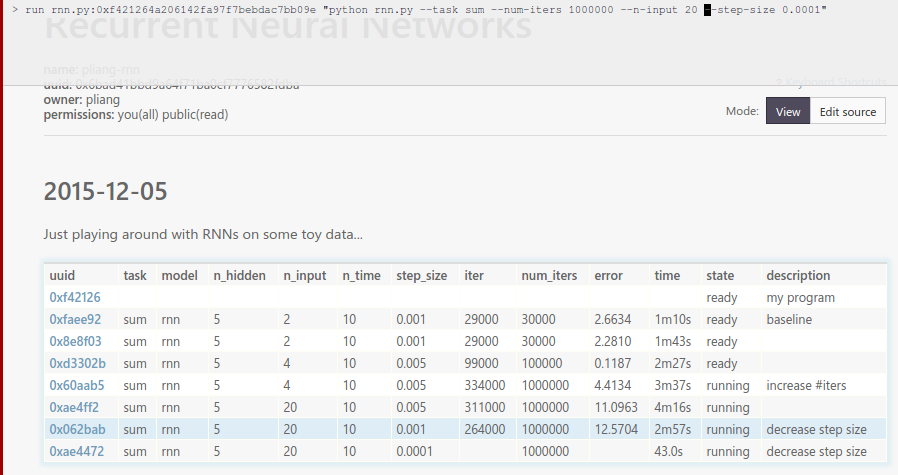 > run rnn.py:0xf421264a206142fa97f7bebdac7bb09e "python rnn.py --task sum --num-iters 1000000 --n-input 20 --step-size 0.0001"
Recurrent Neural Networks
name: pliang-rnn
? Keyboard Shortcuts
owner: pliang
permissions: you(all) public(read)
Mode: View Edit source
2015-12-05
Just playing around with RNNs on some toy data...
uuid task model n_hidden n_input n_time step_size iter num_iters error time state description
0xf42126 ready my program
0xfaee92 sum rnn 5 2 10 0.001 29000 30000 2.6634 1m10s ready baseline
0x8e8f03 sum rnn 5 2 10 0.001 29000 30000 2.2810 1m43s ready
0xd3302b sum rnn 5 4 10 0.005 99000 100000 0.1187 2m27s ready
0x60aab5 sum rnn 5 4 10 0.005 334000 1000000 4.4134 3m37s running increase #iters
0xae4ff2 sum rnn 5 20 10 0.005 311000 1000000 11.0963 4m16s running
0x062bab sum rnn 5 20 10 0.001 264000 1000000 12.5704 2m57s running decrease step size
0xae4472 sum rnn 5 20 10 0.0001 1000000 43.0s running decrease step size